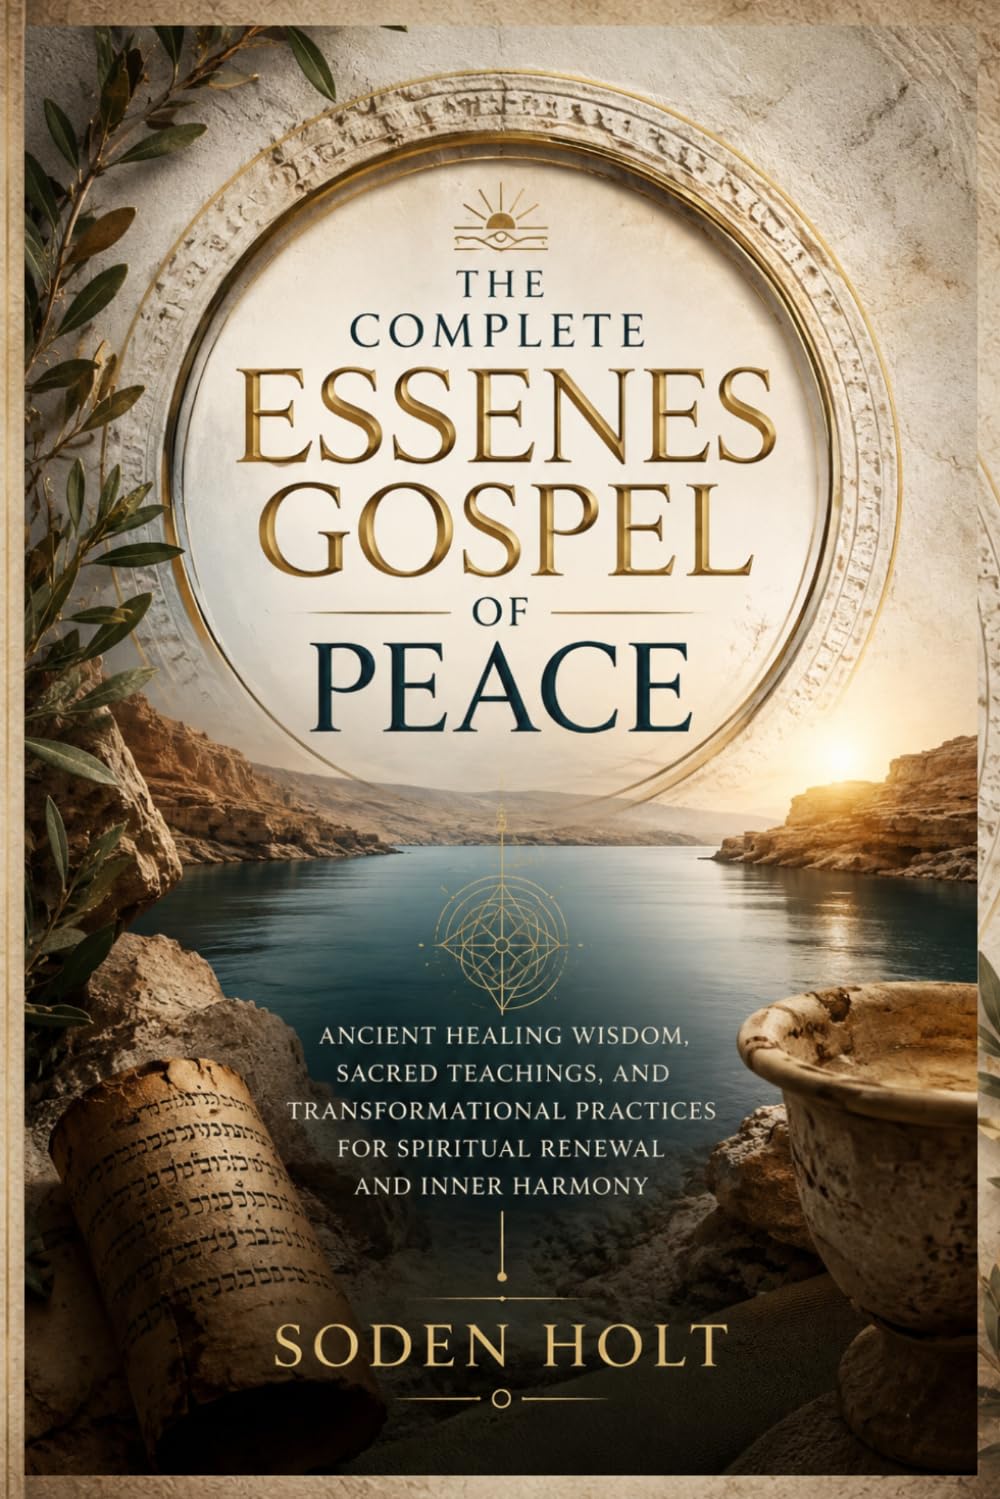 THE
COMPLETE
ESSENES
GOSPEL
OF
PEACE
ANCIENT HEALING WISDOM,
SACRED TEACHINGS, AND
TRANSFORMATIONAL PRACTICES
FOR SPIRITUAL RENEWAL
AND INNER HARMONY
SODEN HOLT